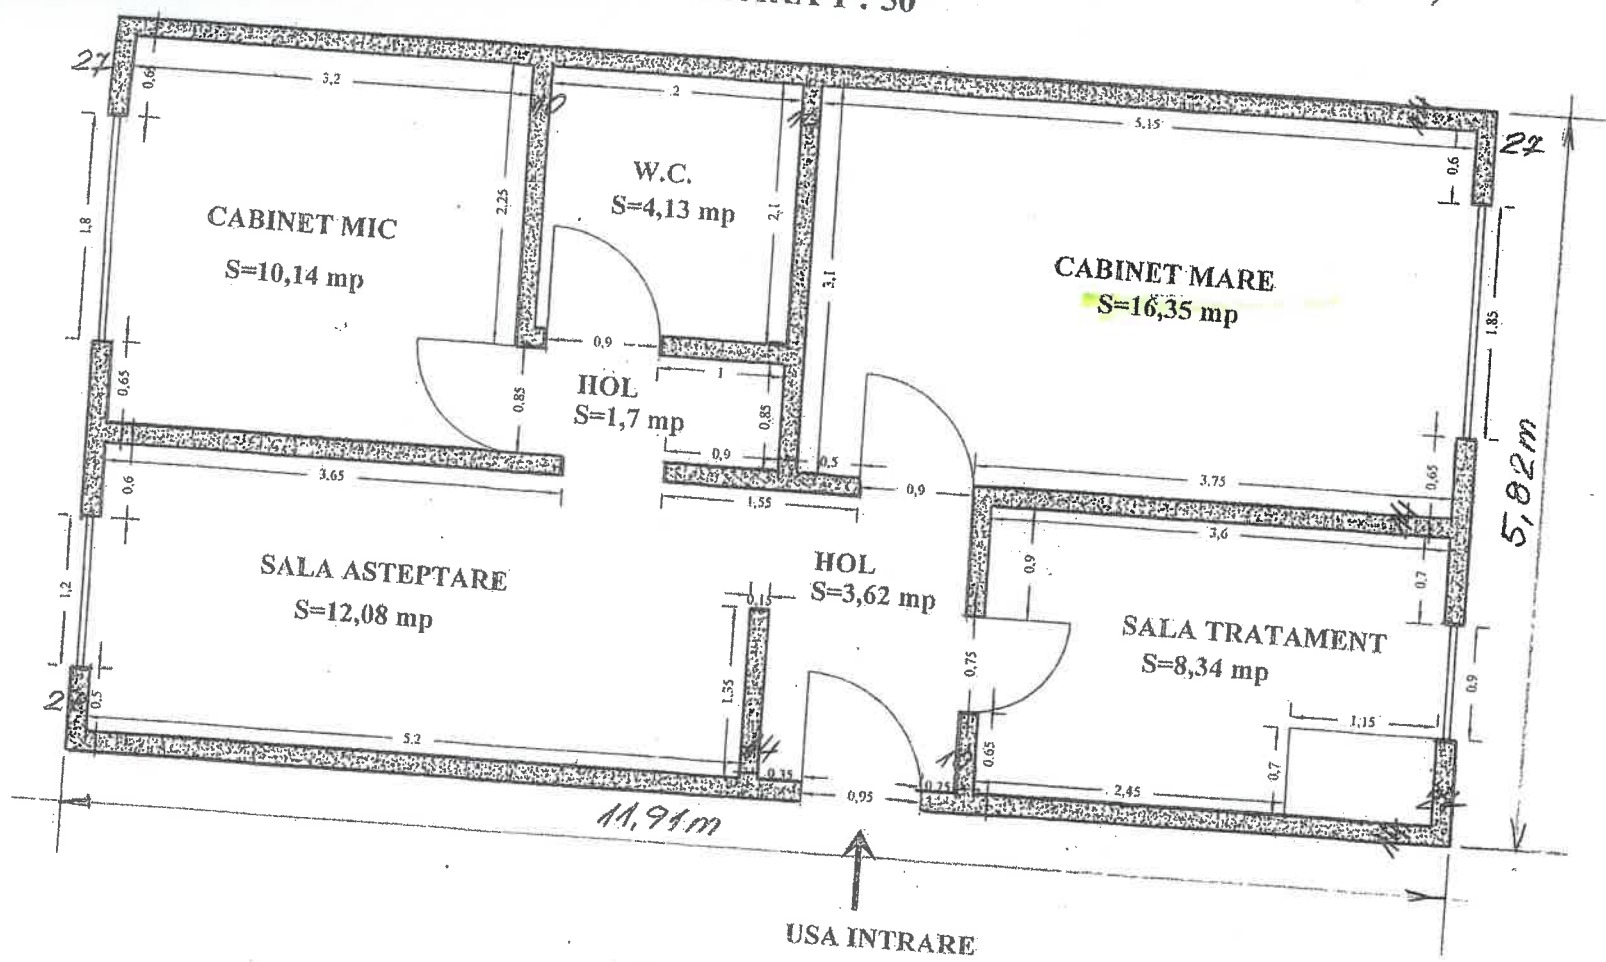 1 : 50
27
0,6
3,2
2
5,15
27
0,6
W.C.
S=4,13 mp
CABINET MIC
S=10,14 mp
2,25
2,1
3,1
1,8
CABINET MARE
S=16,35 mp
1,85
5,82m
0,9
1
HOL
S=1,7 mp
0,85
0,85
0,65
0,9
0,5
0,9
3,75
0,65
3,65
1,55
0,6
3,6
0,9
0,7
SALA ASTEPTARE
S=12,08 mp
1,2
HOL
S=3,62 mp
0,15
SALA TRATAMENT
S=8,34 mp
0,75
1,35
0,9
2
0,5
5,2
0,35
0,95
0,25
0.65
2,45
0,7
1,15
11,91m
USA INTRARE